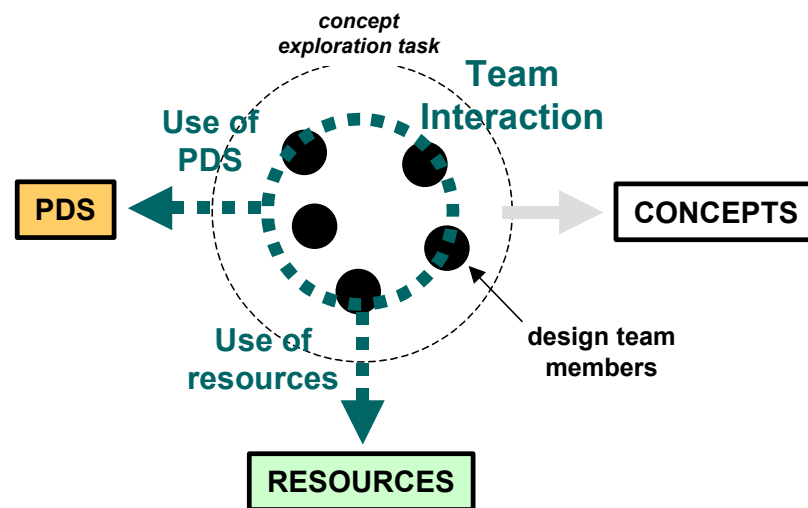 concept
exploration task
Team
Interaction
Use of
PDS
PDS
CONCEPTS
Use of
resources
design team
members
RESOURCES